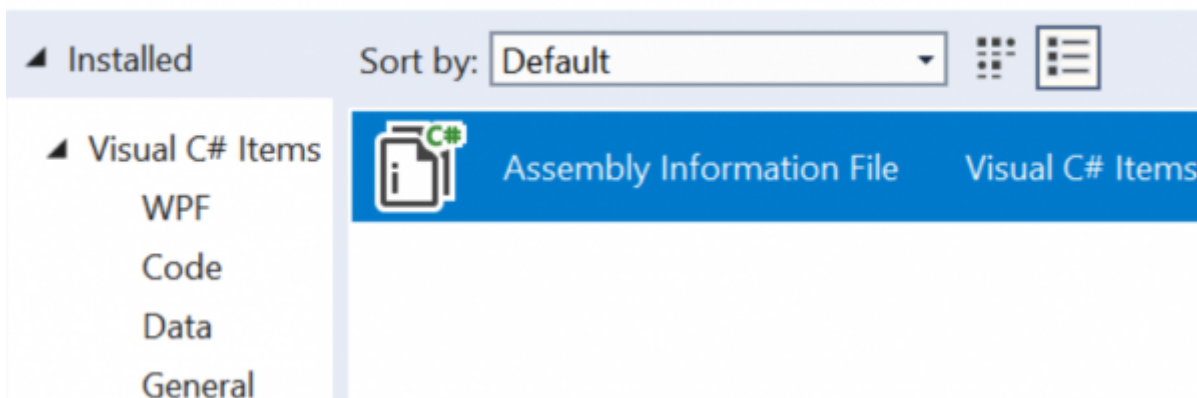 Installed
Sort by: Default
Visual C# Items
WPF
Code
Data
General
C#
i
Assembly Information File Visual C# Items